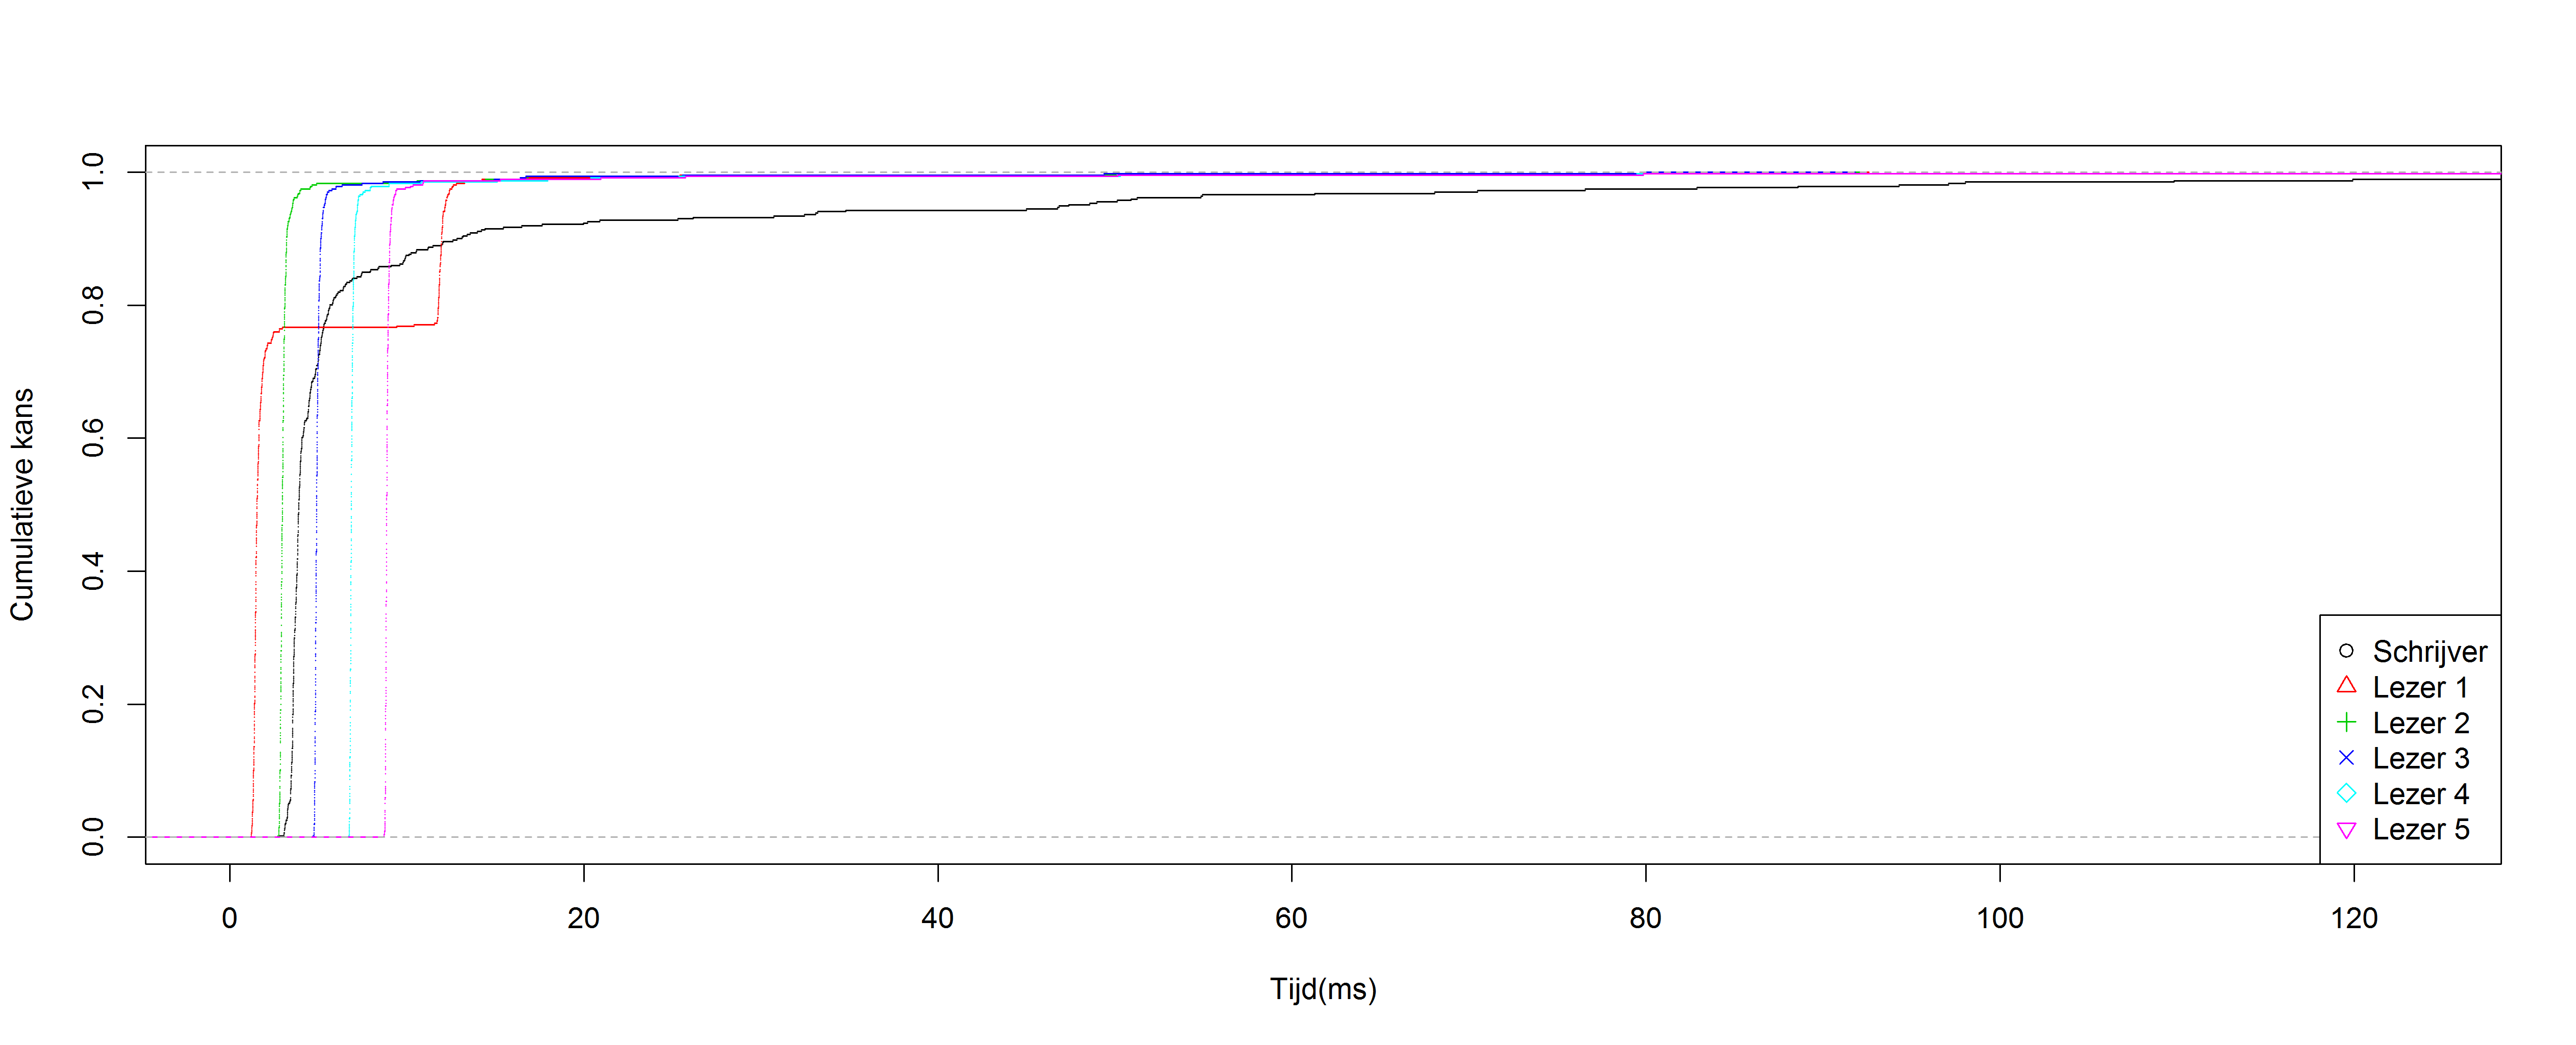 Cumulatieve kans
1.0
0.8
0.6
0.4
0.2
0.0
0 20 40 60 80 100 120
Tijd(ms)
Schrijver
Lezer 1
Lezer 2
Lezer 3
Lezer 4
Lezer 5